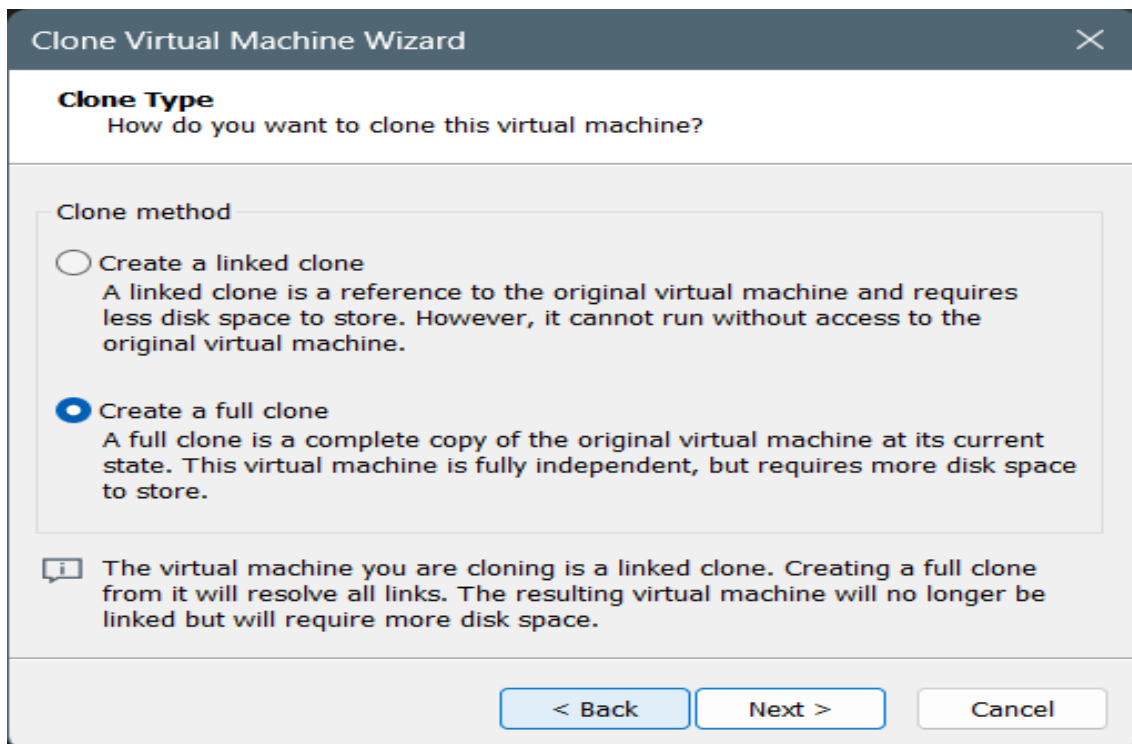 Clone Virtual Machine Wizard
Clone Type
How do you want to clone this virtual machine?
Clone method
Create a linked clone
A linked clone is a reference to the original virtual machine and requires
less disk space to store. However, it cannot run without access to the
original virtual machine.
Create a full clone
A full clone is a complete copy of the original virtual machine at its current
state. This virtual machine is fully independent, but requires more disk space
to store.
The virtual machine you are cloning is a linked clone. Creating a full clone
from it will resolve all links. The resulting virtual machine will no longer be
linked but will require more disk space.
< Back Next > Cancel